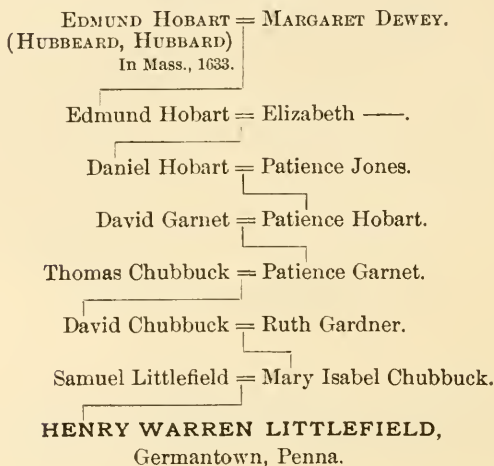 EDMUND HOBART = MARGARET DEWEY.
(HUBBEARD, HUBBARD)
In Mass., 1633.
Edmund Hobart = Elizabeth ——.
Daniel Hobart = Patience Jones.
David Garnet = Patience Hobart.
Thomas Chubbuck = Patience Garnet.
David Chubbuck = Ruth Gardner.
Samuel Littlefield = Mary Isabel Chubbuck.
HENRY WARREN LITTLEFIELD,
Germantown, Penna.